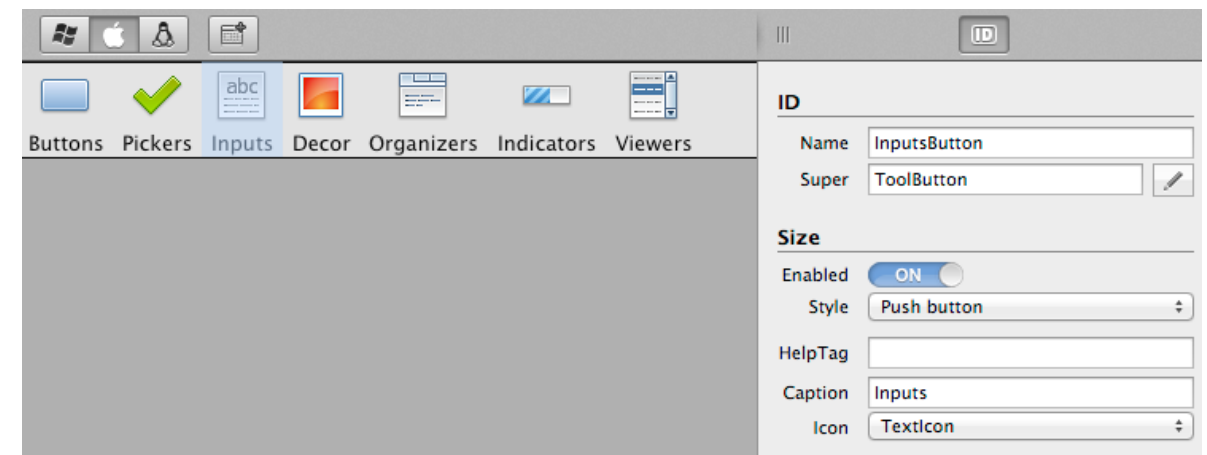 ID
abc
Buttons Pickers Inputs Decor Organizers Indicators Viewers
ID
Name InputsButton
Super ToolButton
Size
Enabled ON
Style Push button
HelpTag
Caption Inputs
Icon TextIcon